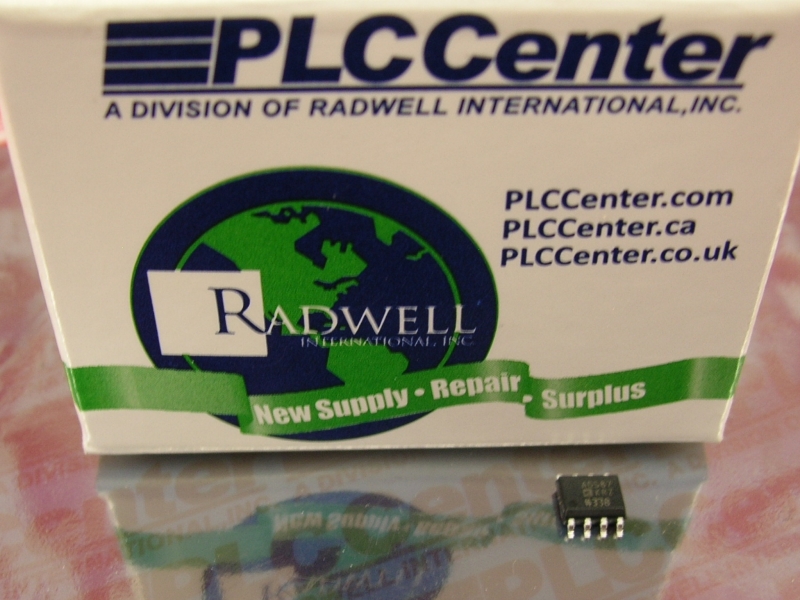 PLCCenter
A DIVISION OF RADWELL INTERNATIONAL,INC.
PLCCenter.com
PLCCenter.ca
PLCCenter.co.uk
RADWELL
INTERNATIONAL, INC.
New Supply • Repair • Surplus